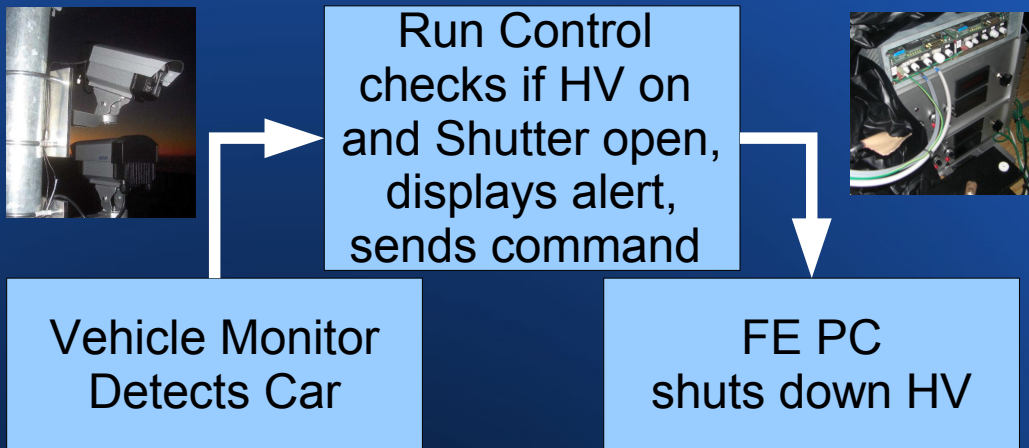 Run Control
checks if HV on
and Shutter open,
displays alert,
sends command
Vehicle Monitor
Detects Car
FE PC
shuts down HV